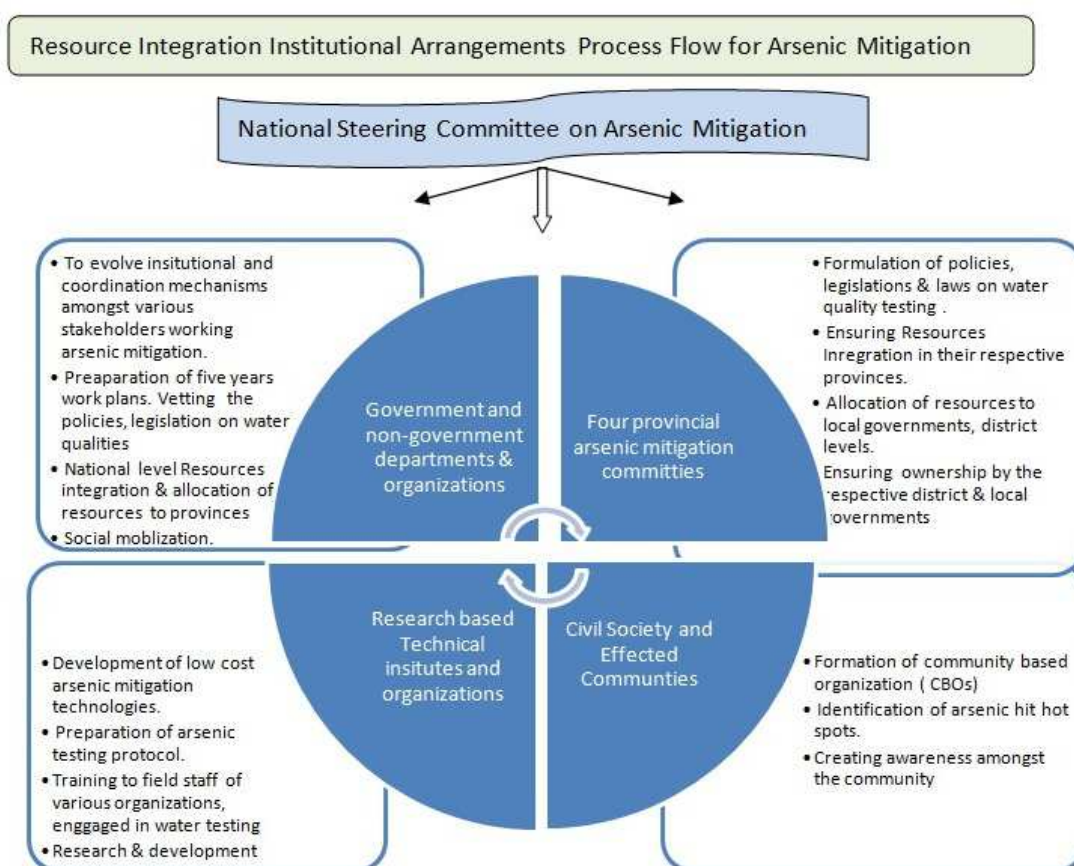 Resource Integration Institutional Arrangements Process Flow for Arsenic Mitigation
National Steering Committee on Arsenic Mitigation
• To evolve insitutional and
coordination mechanisms
amongst various
stakeholders working
arsenic mitigation.
• Preaparation of five years
work plans. Vetting the
policies, legislation on water
qualities
• National level Resources
integration & allocation of
resources to provinces
• Social moblization.
Government and
non-government
departments &
organizations
Four provincial
arsenic mitigation
committies
• Formulation of policies,
legislations & laws on water
quality testing .
• Ensuring Resources
Inregration in their respective
provinces.
• Allocation of resources to
local governments, district
levels.
Ensuring ownership by the
respective district & local
governments
• Development of low cost
arsenic mitigation
technologies.
• Preparation of arsenic
testing protocol.
• Training to field staff of
various organizations,
enggaged in water testing
• Research & development
Research based
Technical
insitutes and
organizations
Civil Society and
Effected
Communties
• Formation of community based
organization ( CBOs)
• Identification of arsenic hit hot
spots.
• Creating awareness amongst
the community